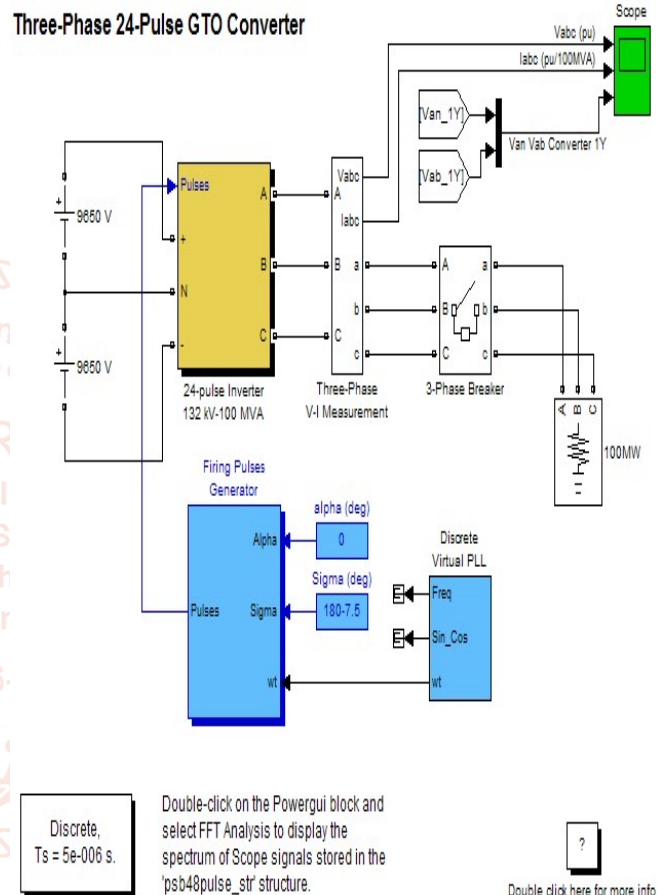 Three-Phase 24-Pulse GTO Converter
Scope
Vabc (pu)
Iabc (pu/100MVA)
[Van_1Y]
[Vab_1Y]
Van Vab Converter 1Y
Pulses
+
N
-
A
B
C
+
9650 V
+
9650 V
24-pulse Inverter
132 kV-100 MVA
Vabc
Iabc
A
B
C
a
b
c
Three-Phase
V-I Measurement
A
B
C
a
b
c
3-Phase Breaker
A
B
C
100MW
Firing Pulses
Generator
Alpha
Sigma
wt
Pulses
alpha (deg)
0
Sigma (deg)
180-7.5
Discrete
Virtual PLL
Freq
Sin_Cos
wt
Discrete,
Ts = 5e-006 s.
Double-click on the Powergui block and
select FFT Analysis to display the
spectrum of Scope signals stored in the
'psb48pulse_str' structure.
?
Double click here for more info